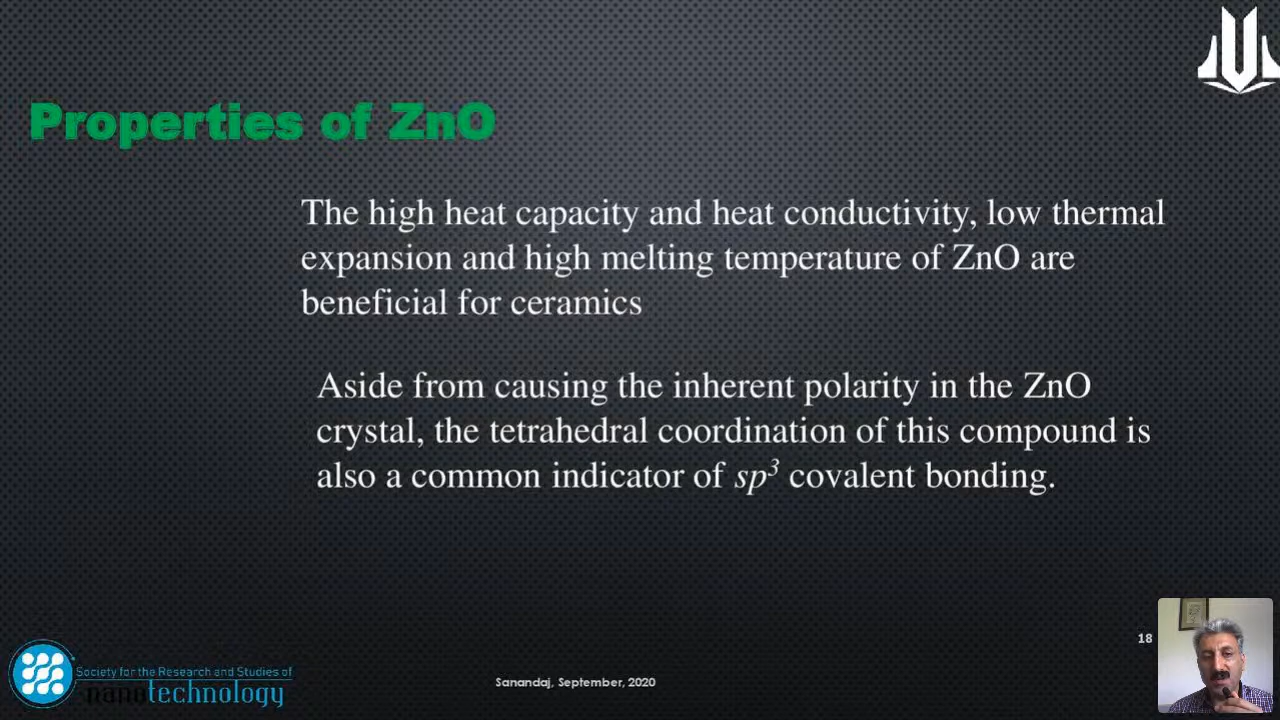 Properties of ZnO
The high heat capacity and heat conductivity, low thermal
expansion and high melting temperature of ZnO are
beneficial for ceramics
Aside from causing the inherent polarity in the ZnO
crystal, the tetrahedral coordination of this compound is
also a common indicator of sp³ covalent bonding.
18
Society for the Research and Studies of
nanotechnology
Sanandaj, September, 2020